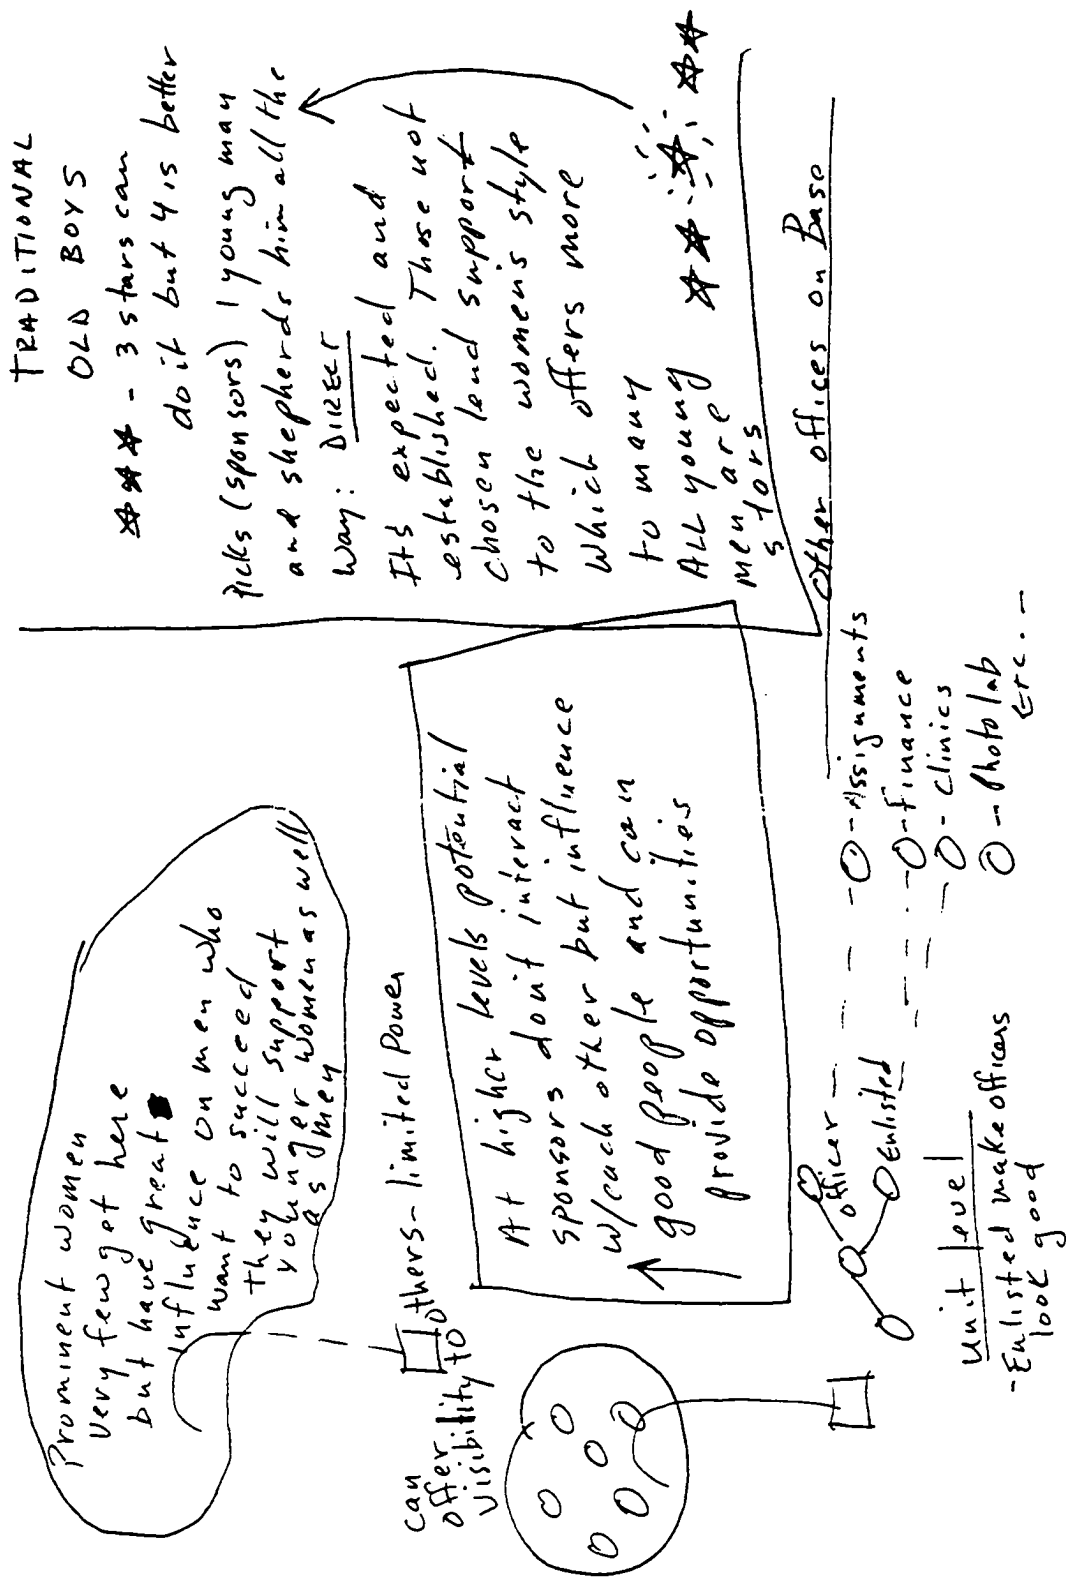 Prominent women
Very few get here
but have great
influence on men who
want to succeed
they will support
younger women as well
as men
can
offer
visibility to
others - limited Power
At higher levels potential
sponsors don't interact
w/each other but influence
good people and can
provide opportunities
TRADITIONAL
OLD BOYS
- 3 stars can
do it but 4 is better
Picks (sponsors) 1 young man
and shepherds him all the
way: DIRECT
Its expected and
established. Those not
chosen lend support
to the women's style
which offers more
to many
ALL young
men are
stars
Other offices on Base
officer
Enlisted
Assignments
Finance
clinics
Photo lab
Etc.
Unit level
- Enlisted make officers
look good